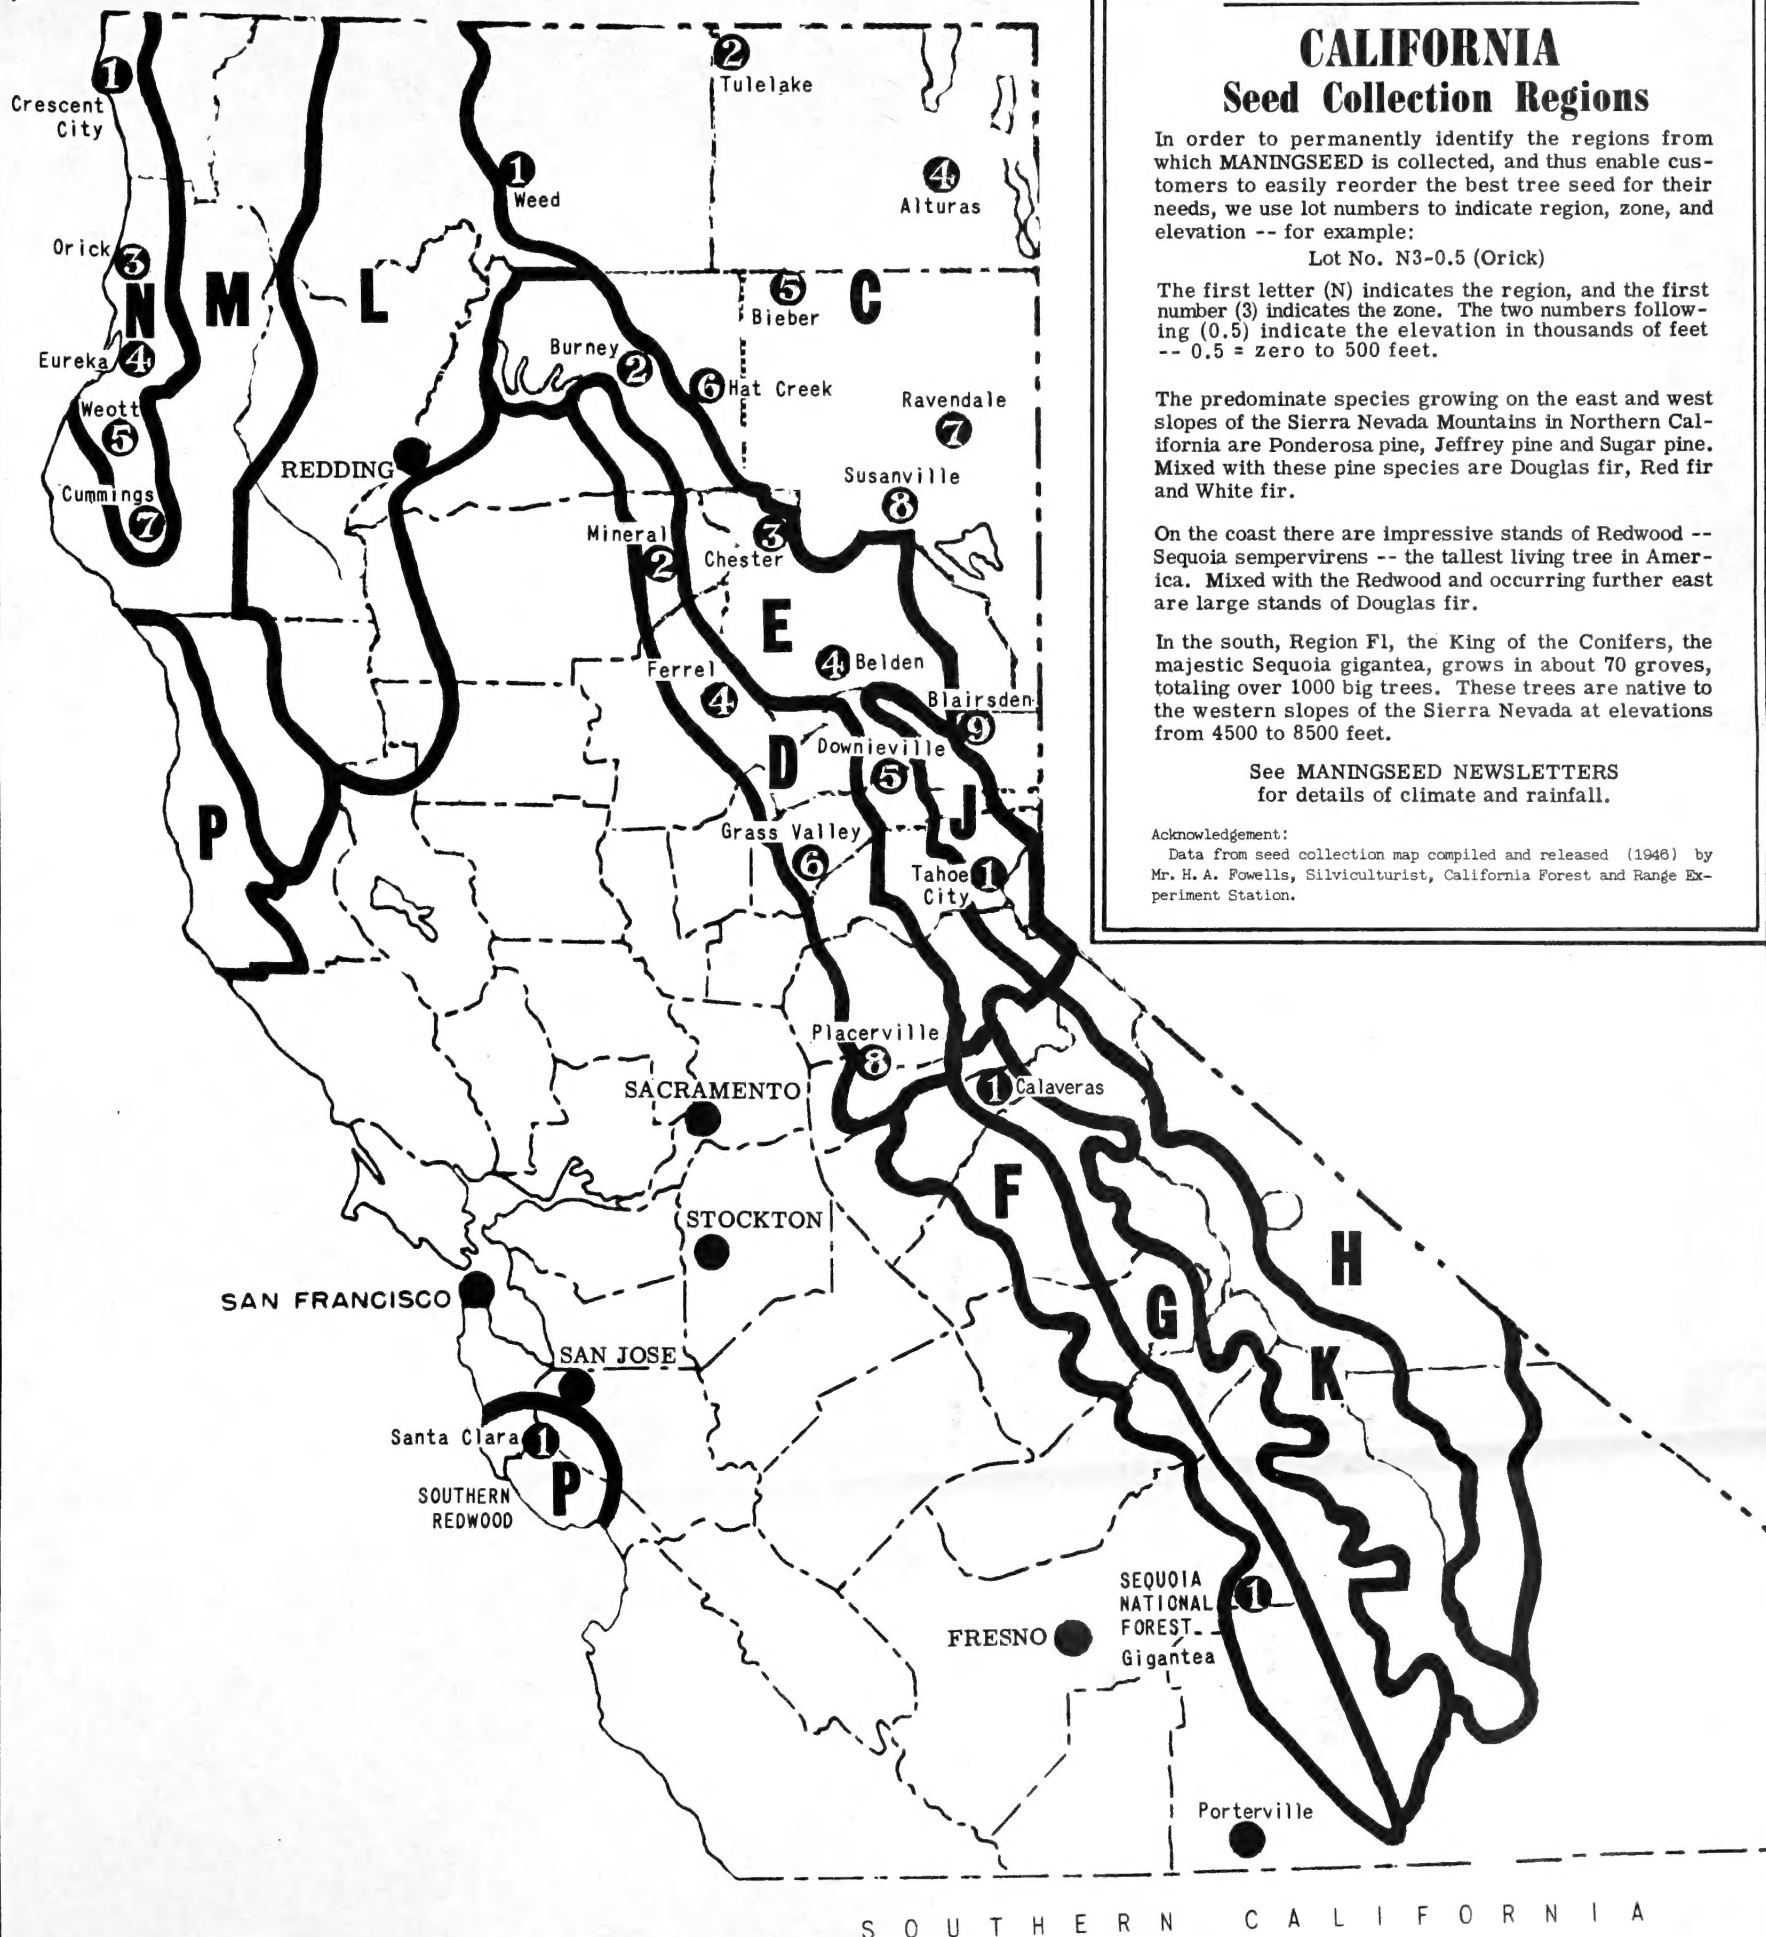 CALIFORNIA
Seed Collection Regions
In order to permanently identify the regions from
which MANINGSEED is collected, and thus enable cus-
tomers to easily reorder the best tree seed for their
needs, we use lot numbers to indicate region, zone, and
elevation -- for example:
Lot No. N3-0.5 (Orick)
The first letter (N) indicates the region, and the first
number (3) indicates the zone. The two numbers follow-
ing (0.5) indicate the elevation in thousands of feet
-- 0.5 = zero to 500 feet.
The predominate species growing on the east and west
slopes of the Sierra Nevada Mountains in Northern Cal-
ifornia are Ponderosa pine, Jeffrey pine and Sugar pine.
Mixed with these pine species are Douglas fir, Red fir
and White fir.
On the coast there are impressive stands of Redwood --
Sequoia sempervirens -- the tallest living tree in Amer-
ica. Mixed with the Redwood and occurring further east
are large stands of Douglas fir.
In the south, Region F1, the King of the Conifers, the
majestic Sequoia gigantea, grows in about 70 groves,
totaling over 1000 big trees. These trees are native to
the western slopes of the Sierra Nevada at elevations
from 4500 to 8500 feet.
See MANINGSEED NEWSLETTERS
for details of climate and rainfall.
Acknowledgement:
Data from seed collection map compiled and released (1946) by
Mr. H. A. Fowells, Silviculturist, California Forest and Range Ex-
periment Station.
1
Crescent
City
2
Tulelake
1
Weed
4
Alturas
Orick
3
N
M
L
5
Bieber
C
Eureka
4
Burney
2
6
Hat Creek
Weott
5
Ravendale
7
REDDING
Susanville
8
Cummings
7
Mineral
2
3
Chester
E
4
Belden
Ferrel
4
Blairsden
9
D
Downieville
5
P
J
Grass Valley
6
Tahoe
City
1
Placerville
8
SACRAMENTO
1
Calaveras
F
STOCKTON
H
SAN FRANCISCO
G
SAN JOSE
K
Santa Clara
1
P
SOUTHERN
REDWOOD
SEQUOIA
NATIONAL
FOREST
Gigantea
1
FRESNO
Porterville
SOUTHERN CALIFORNIA